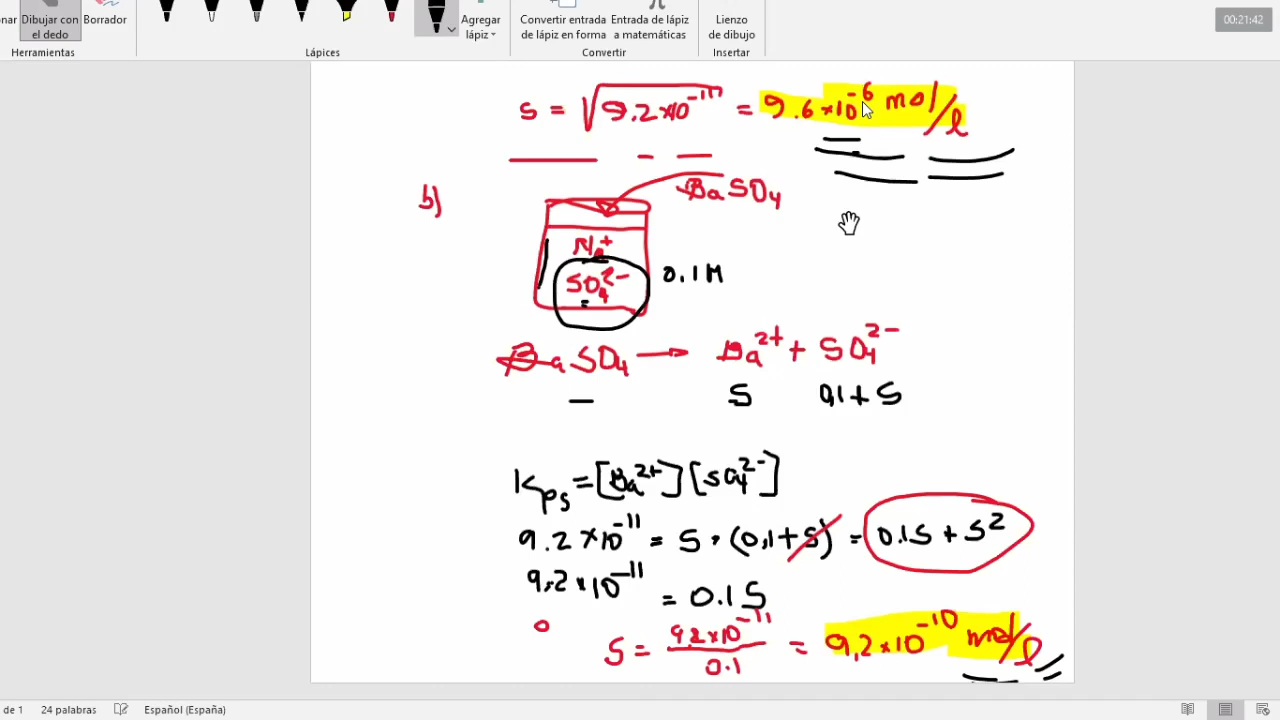 onar
Dibujar con el dedo
Borrador
Agregar lápiz
Convertir entrada de lápiz en forma
Entrada de lápiz a matemáticas
Lienzo de dibujo
00:21:42
Herramientas
Lápices
Convertir
Insertar
S = √9.2×10⁻¹¹ = 9.6×10⁻⁶ mol/l
b)
BaSO₄
Na⁺
SO₄²⁻
0.1M
BaSO₄ → Ba²⁺ + SO₄²⁻
— S 0,1+S
Kps = [Ba²⁺][SO₄²⁻]
9.2×10⁻¹¹ = S · (0,1+S) = 0.1S + S²
9,2×10⁻¹¹ = 0.1S
S = 9.2×10⁻¹¹ / 0.1 = 9,2×10⁻¹⁰ mol/l
de 1
24 palabras
Español (España)